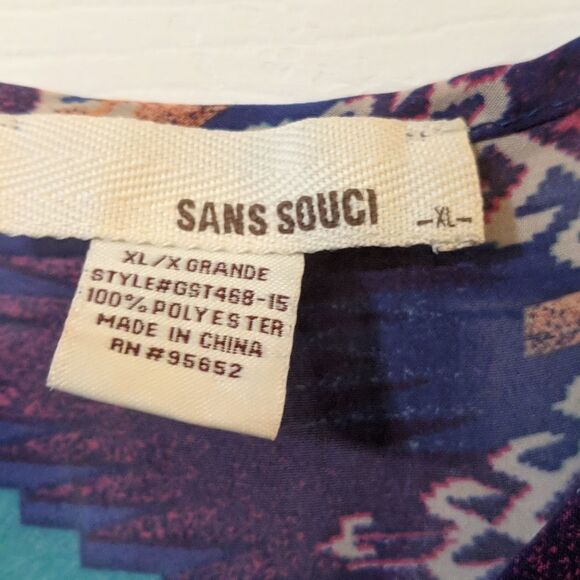 SANS SOUCI
-XL-
XL/X GRANDE
STYLE#GST468-15
100% POLYESTER
MADE IN CHINA
RN #95652